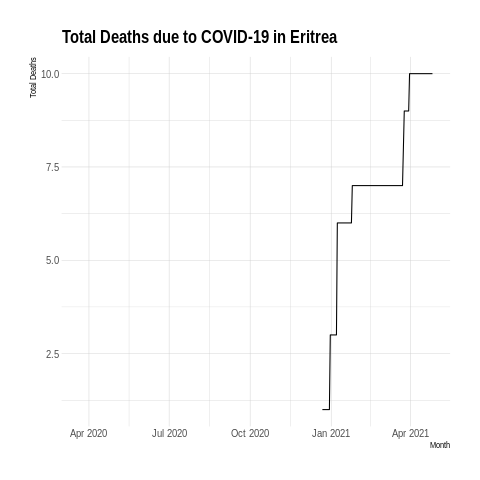 Total Deaths due to COVID-19 in Eritrea
Total Deaths
10.0
7.5
5.0
2.5
Apr 2020 Jul 2020 Oct 2020 Jan 2021 Apr 2021
Month